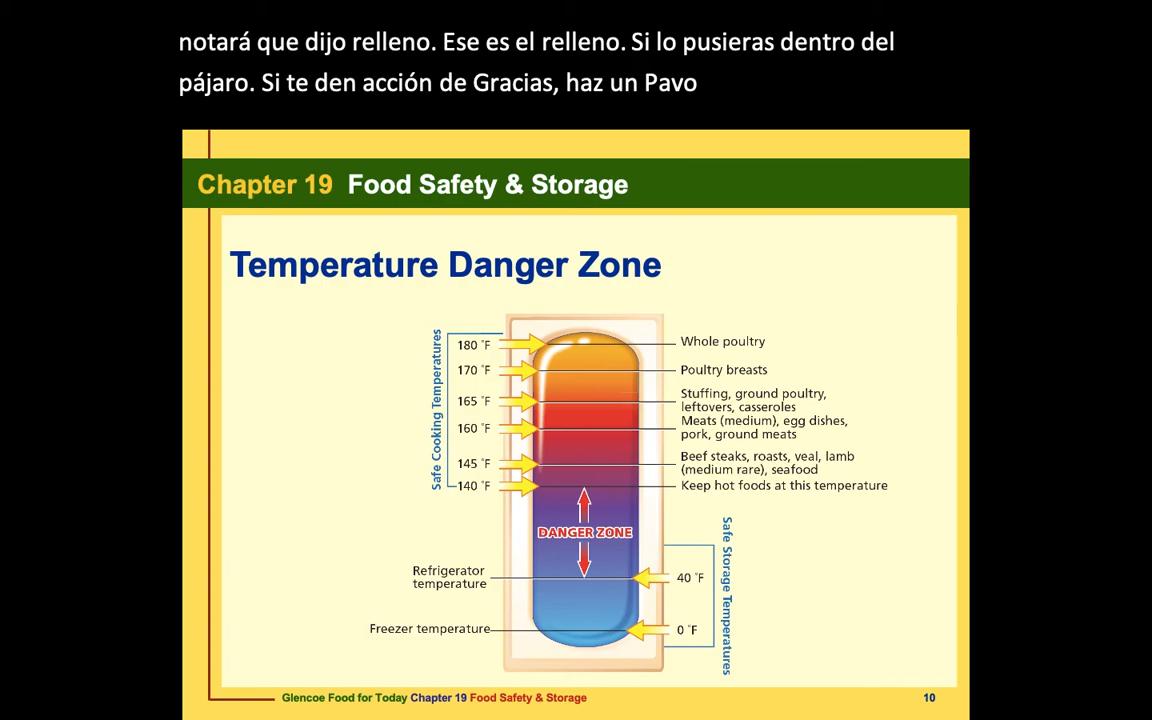 notará que dijo relleno. Ese es el relleno. Si lo pusieras dentro del
pájaro. Si te den acción de Gracias, haz un Pavo
Chapter 19 Food Safety & Storage
Temperature Danger Zone
Safe Cooking Temperatures
180 °F
Whole poultry
170 °F
Poultry breasts
165 °F
Stuffing, ground poultry,
leftovers, casseroles
160 °F
Meats (medium), egg dishes,
pork, ground meats
145 °F
Beef steaks, roasts, veal, lamb
(medium rare), seafood
140 °F
Keep hot foods at this temperature
DANGER ZONE
Safe Storage Temperatures
Refrigerator
temperature
40 °F
Freezer temperature
0 °F
Glencoe Food for Today Chapter 19 Food Safety & Storage
10